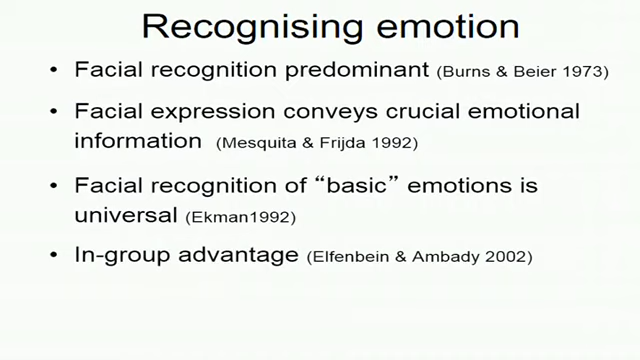 Recognising emotion
• Facial recognition predominant (Burns & Beier 1973)
• Facial expression conveys crucial emotional
information (Mesquita & Frijda 1992)
• Facial recognition of “basic” emotions is
universal (Ekman1992)
• In-group advantage (Elfenbein & Ambady 2002)